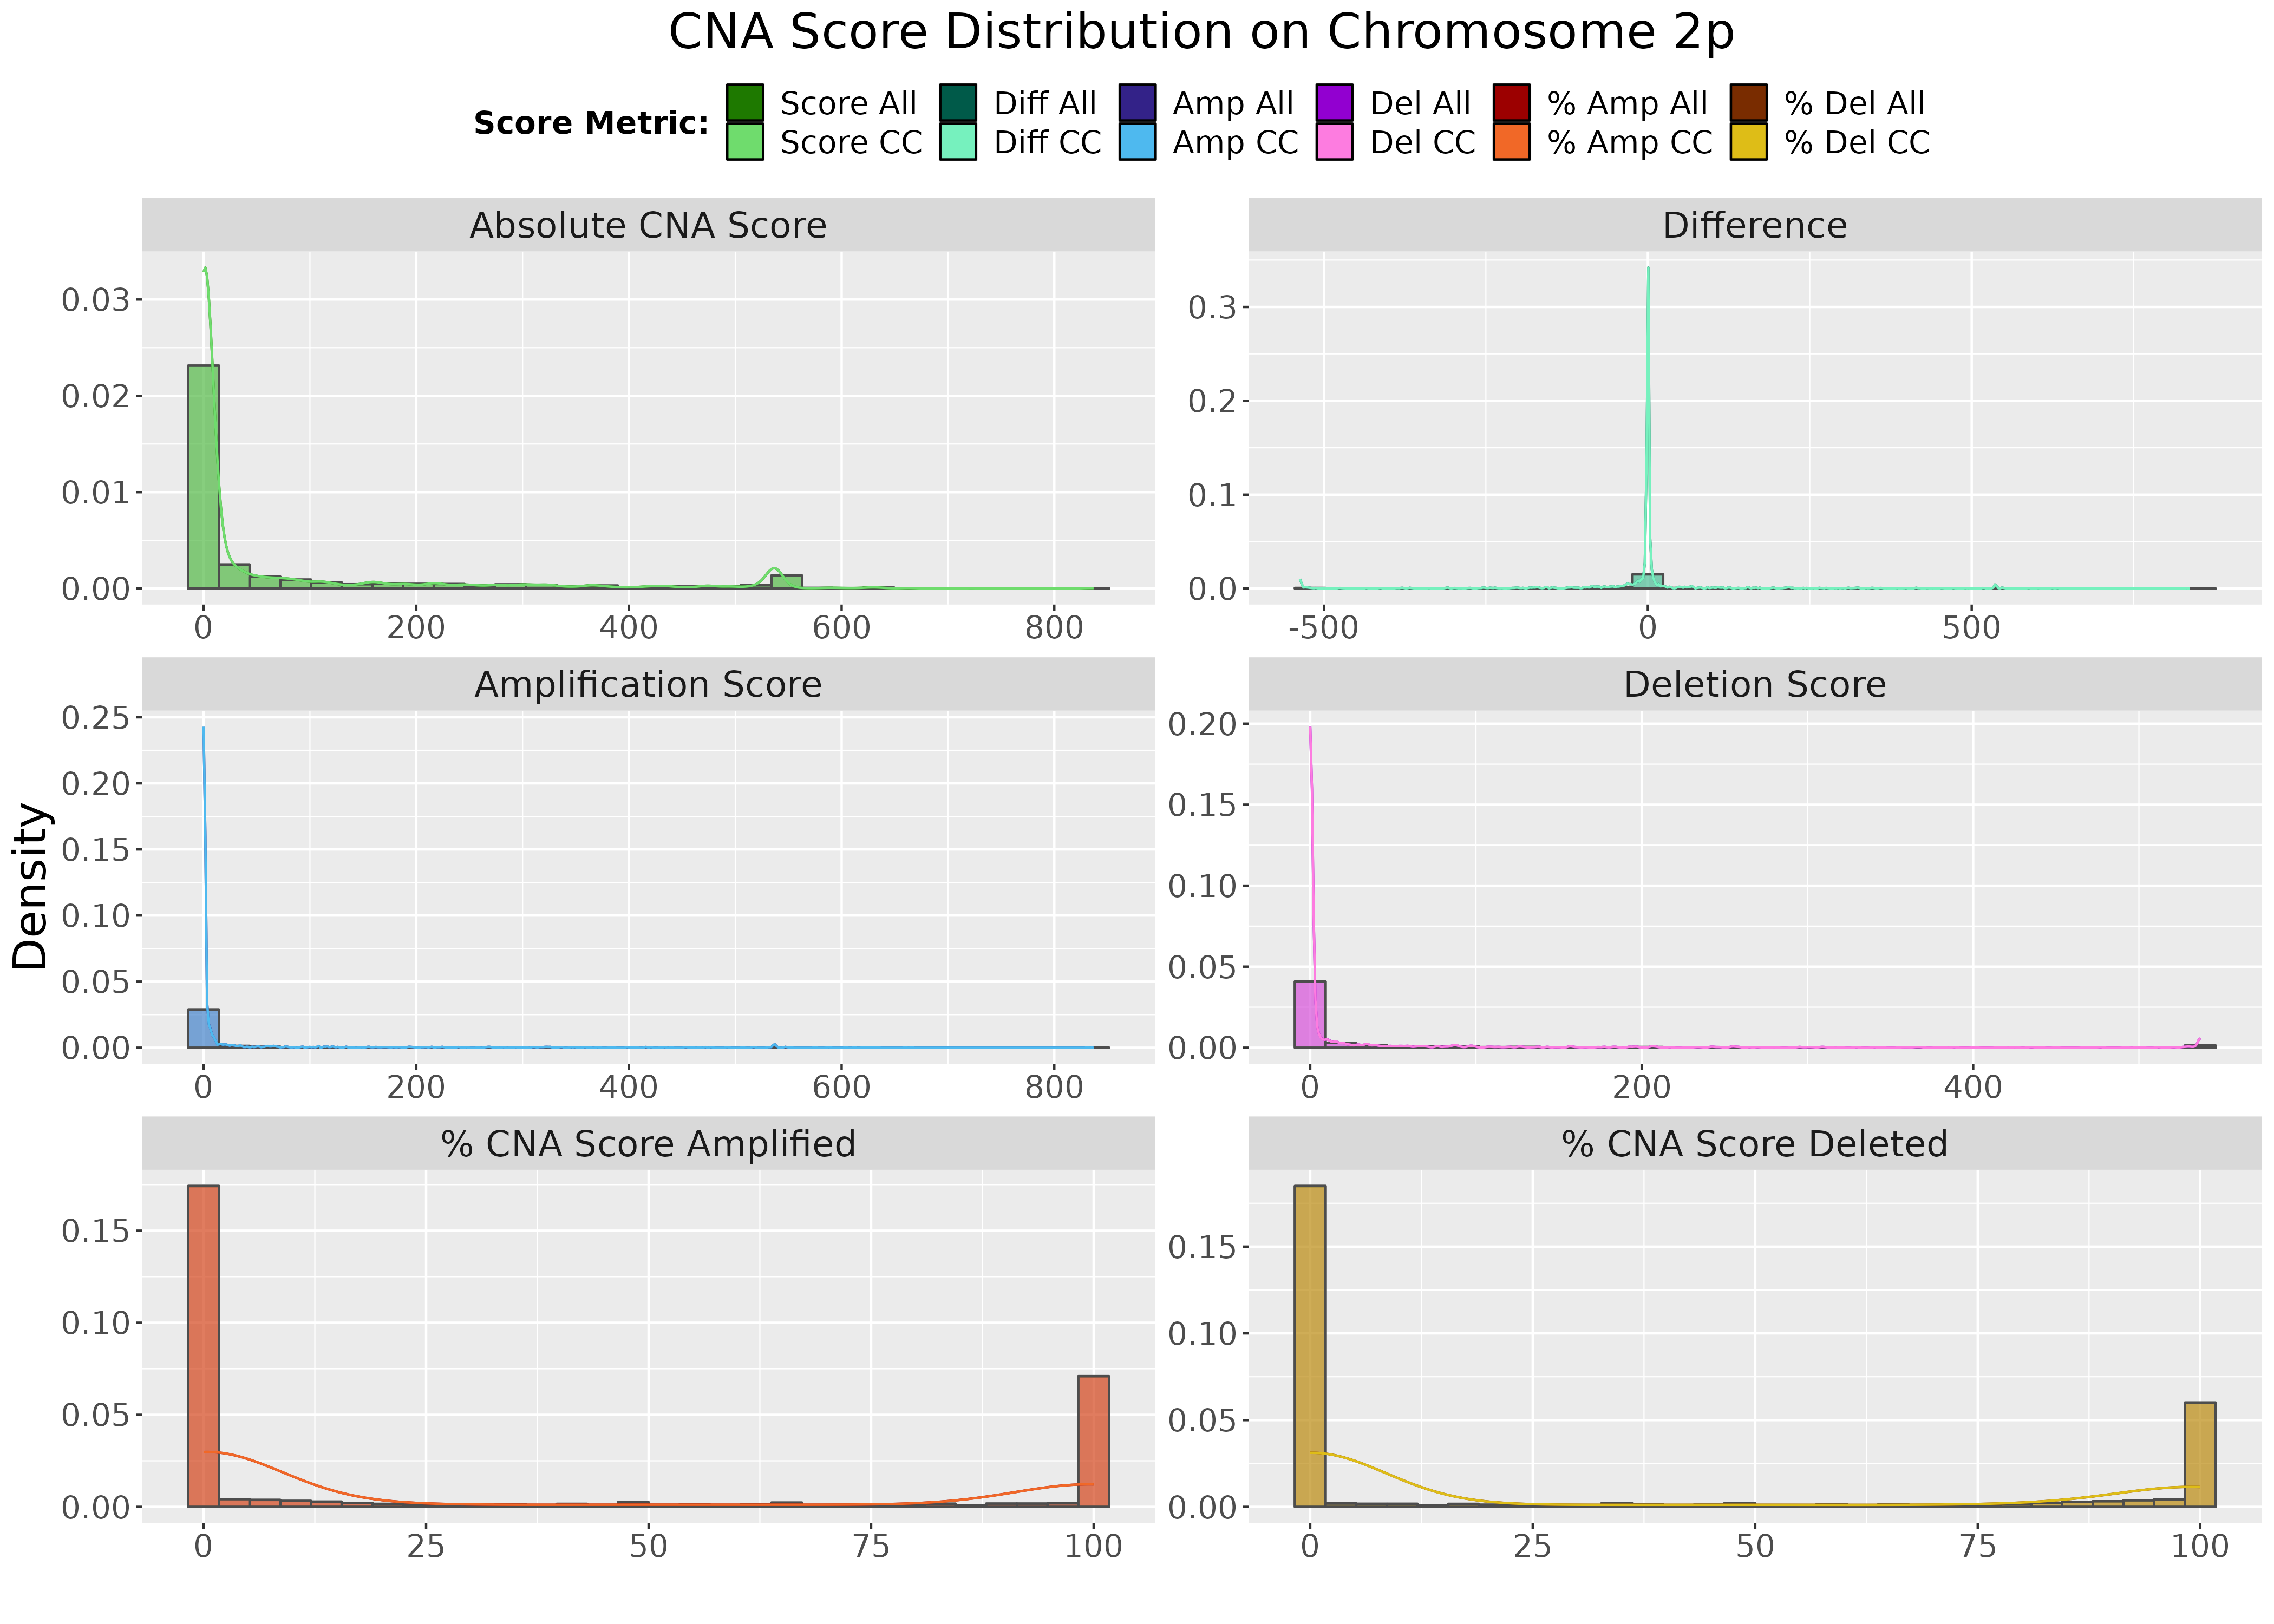 CNA Score Distribution on Chromosome 2p
Score Metric:
Score All Diff All Amp All Del All % Amp All % Del All
Score CC Diff CC Amp CC Del CC % Amp CC % Del CC
Absolute CNA Score
0.03
0.02
0.01
0.00
0 200 400 600 800
Difference
0.3
0.2
0.1
0.0
-500 0 500
Density
Amplification Score
0.25
0.20
0.15
0.10
0.05
0.00
0 200 400 600 800
Deletion Score
0.20
0.15
0.10
0.05
0.00
0 200 400
% CNA Score Amplified
0.15
0.10
0.05
0.00
0 25 50 75 100
% CNA Score Deleted
0.15
0.10
0.05
0.00
0 25 50 75 100